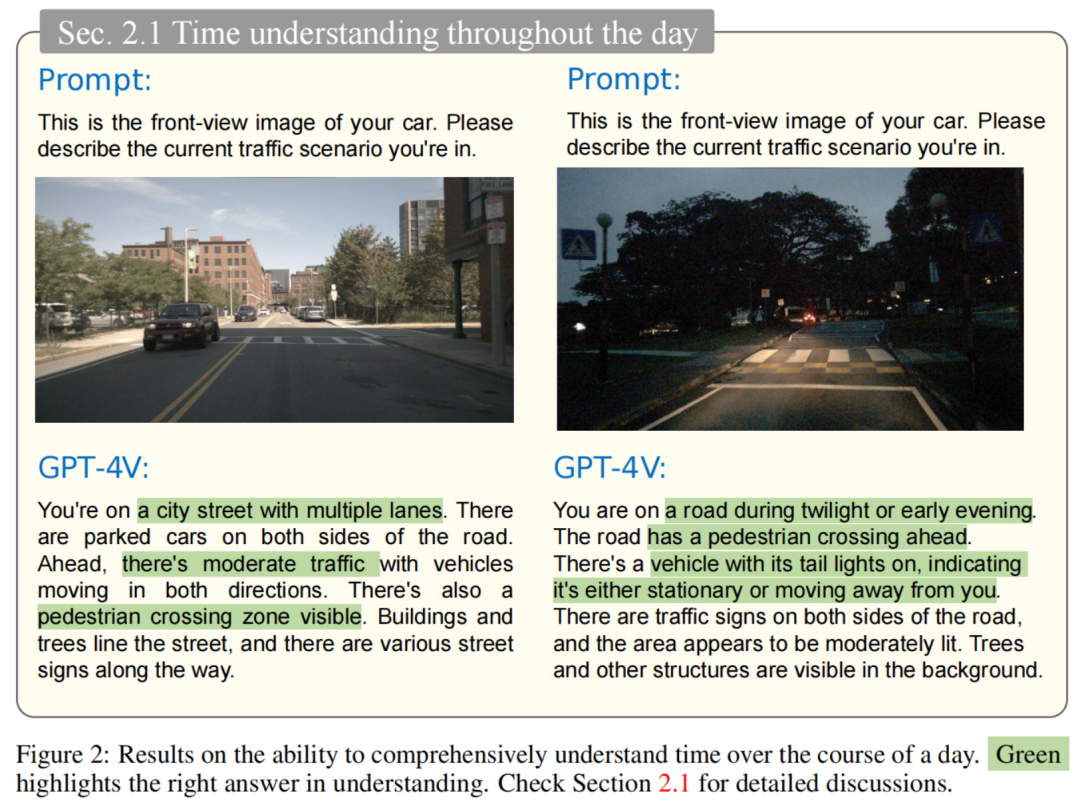 Sec. 2.1 Time understanding throughout the day
Prompt:
This is the front-view image of your car. Please
describe the current traffic scenario you're in.
GPT-4V:
You're on a city street with multiple lanes. There
are parked cars on both sides of the road.
Ahead, there's moderate traffic with vehicles
moving in both directions. There's also a
pedestrian crossing zone visible. Buildings and
trees line the street, and there are various street
signs along the way.
Prompt:
This is the front-view image of your car. Please
describe the current traffic scenario you're in.
GPT-4V:
You are on a road during twilight or early evening.
The road has a pedestrian crossing ahead.
There's a vehicle with its tail lights on, indicating
it's either stationary or moving away from you.
There are traffic signs on both sides of the road,
and the area appears to be moderately lit. Trees
and other structures are visible in the background.
Figure 2: Results on the ability to comprehensively understand time over the course of a day. Green
highlights the right answer in understanding. Check Section 2.1 for detailed discussions.